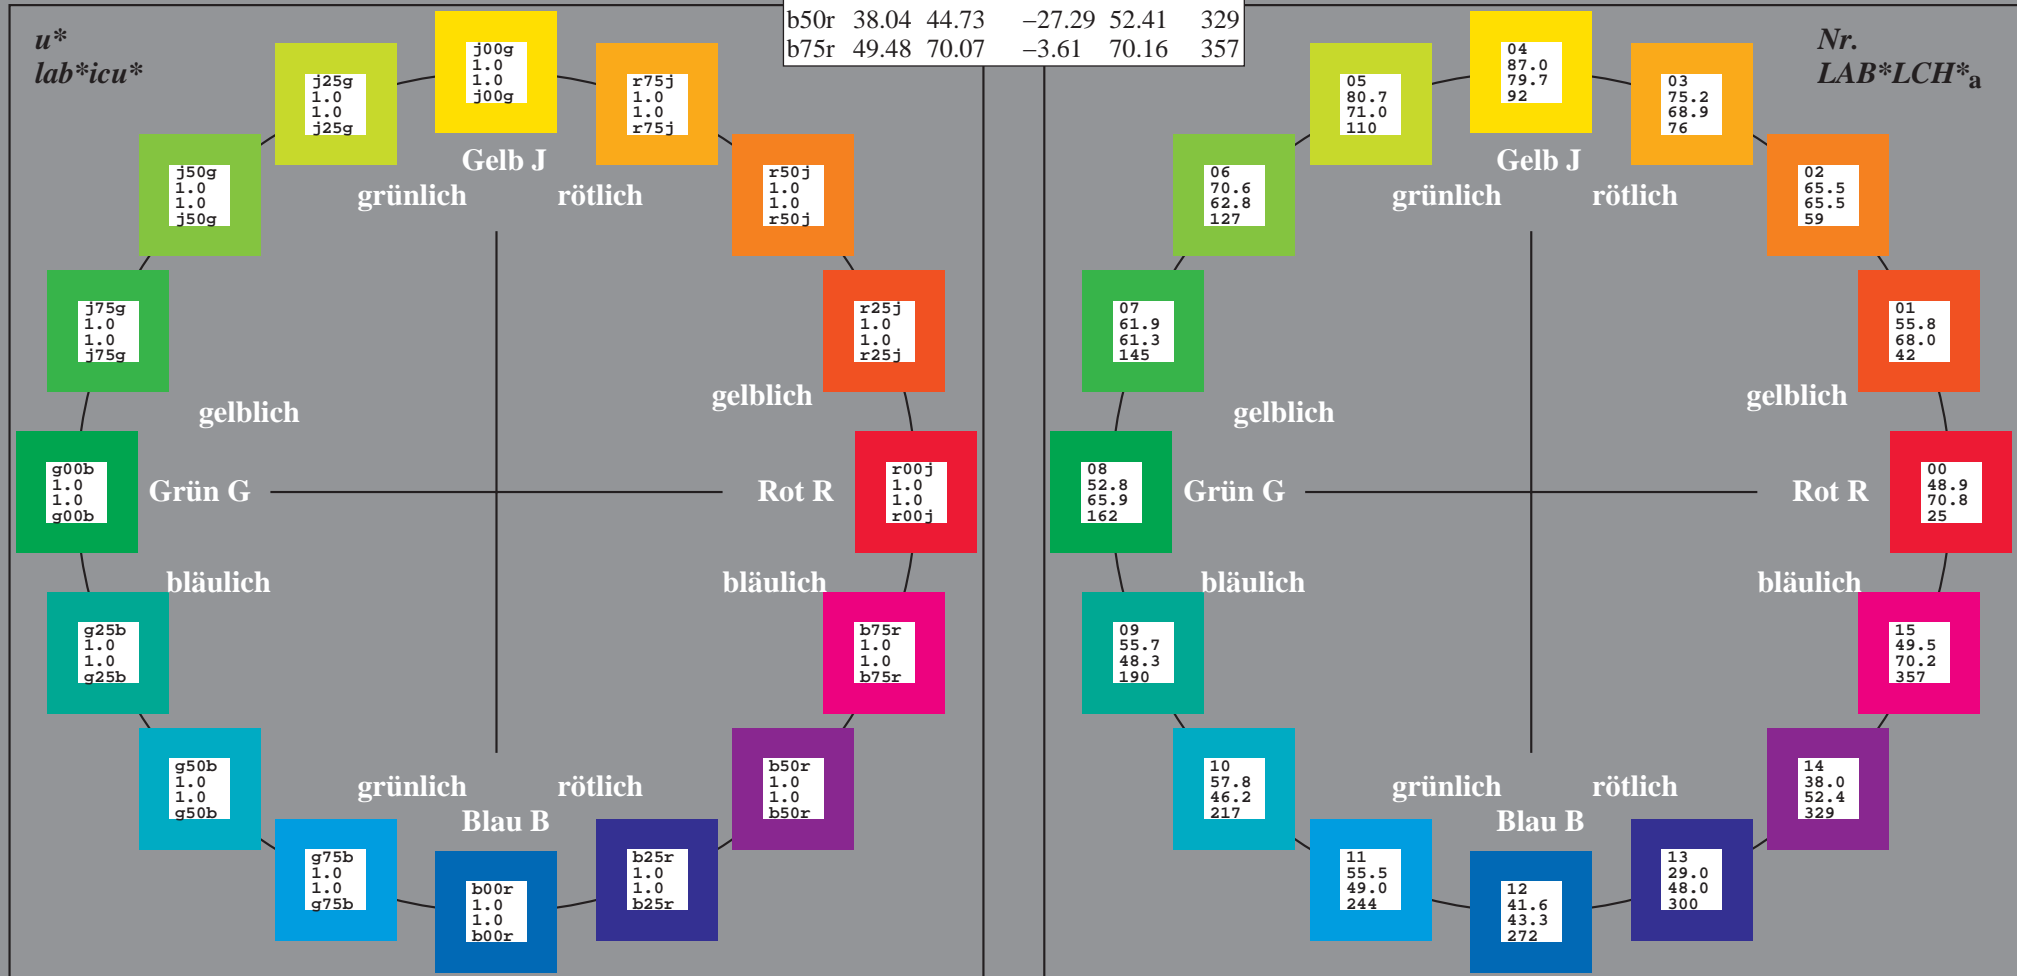 b50r 38.04 44.73 −27.29 52.41 329
b75r 49.48 70.07 −3.61 70.16 357
u*
lab*icu*
j00g
1.0
1.0
j00g
r75j
1.0
1.0
r75j
r50j
1.0
1.0
r50j
r25j
1.0
1.0
r25j
r00j
1.0
1.0
r00j
b75r
1.0
1.0
b75r
b50r
1.0
1.0
b50r
b25r
1.0
1.0
b25r
b00r
1.0
1.0
b00r
g75b
1.0
1.0
g75b
g50b
1.0
1.0
g50b
g25b
1.0
1.0
g25b
g00b
1.0
1.0
g00b
j75g
1.0
1.0
j75g
j50g
1.0
1.0
j50g
j25g
1.0
1.0
j25g
Gelb J
grünlich rötlich
gelblich gelblich
Grün G Rot R
bläulich bläulich
grünlich rötlich
Blau B
Nr.
LAB*LCH*a
04
87.0
79.7
92
03
75.2
68.9
76
02
65.5
65.5
59
01
55.8
68.0
42
00
48.9
70.8
25
15
49.5
70.2
357
14
38.0
52.4
329
13
29.0
48.0
300
12
41.6
43.3
272
11
55.5
49.0
244
10
57.8
46.2
217
09
55.7
48.3
190
08
52.8
65.9
162
07
61.9
61.3
145
06
70.6
62.8
127
05
80.7
71.0
110
Gelb J
grünlich rötlich
gelblich gelblich
Grün G Rot R
bläulich bläulich
grünlich rötlich
Blau B